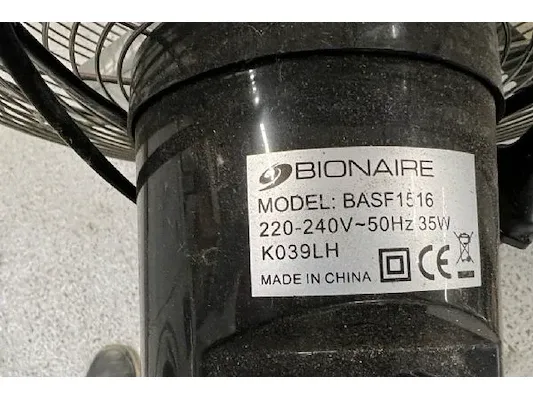 BIONAIRE
MODEL: BASF1516
220-240V~50Hz 35W
K039LH
MADE IN CHINA CE